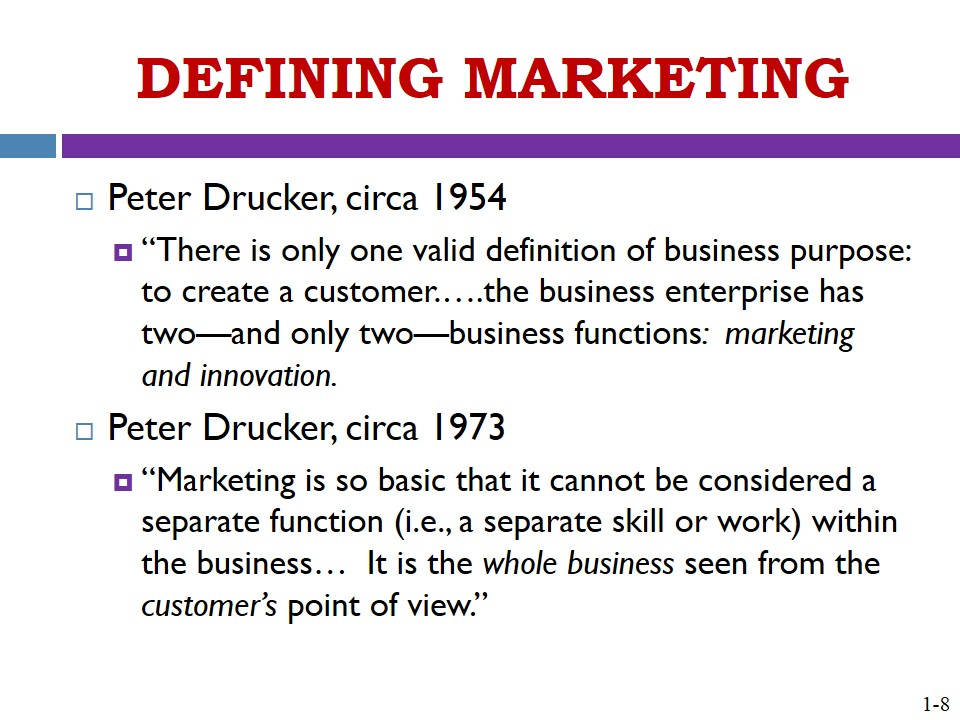 DEFINING MARKETING
Peter Drucker, circa 1954
“There is only one valid definition of business purpose:
to create a customer.….the business enterprise has
two—and only two—business functions: marketing
and innovation.
Peter Drucker, circa 1973
“Marketing is so basic that it cannot be considered a
separate function (i.e., a separate skill or work) within
the business… It is the whole business seen from the
customer’s point of view.”
1-8